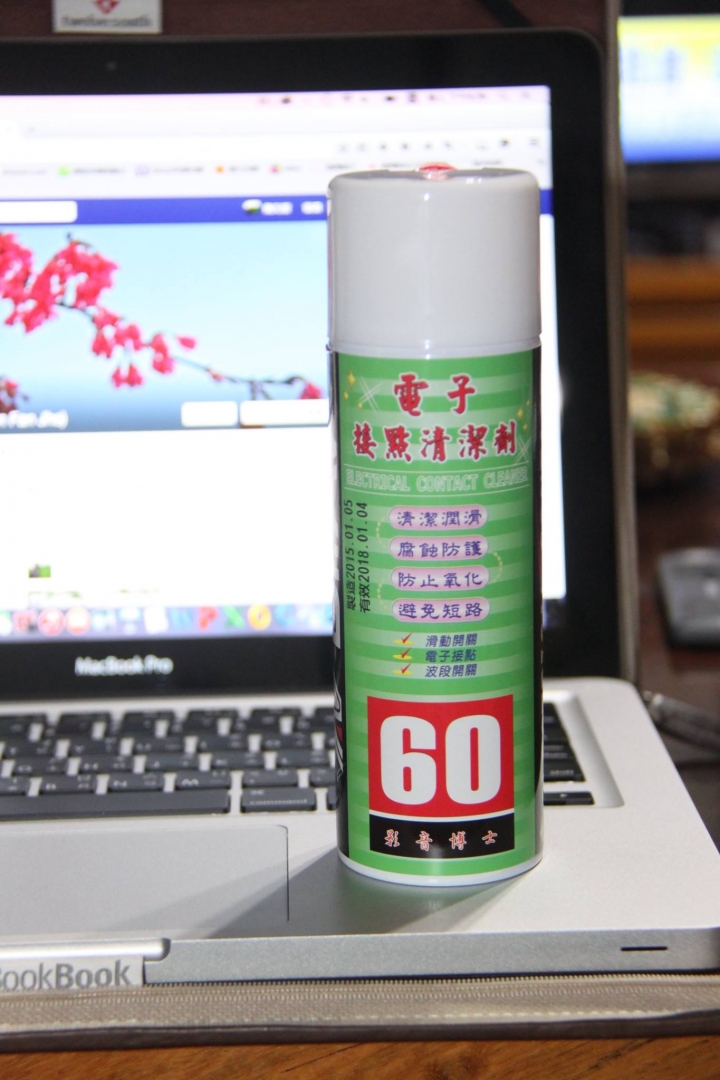 電子
接點清潔劑
ELECTRICAL CONTACT CLEANER
清潔潤滑
腐蝕防護
防止氧化
避免短路
製造2015.01.05
有效2018.01.04
滑動開關
電子接點
波段開關
60
影音博士
MacBook Pro
BookBook